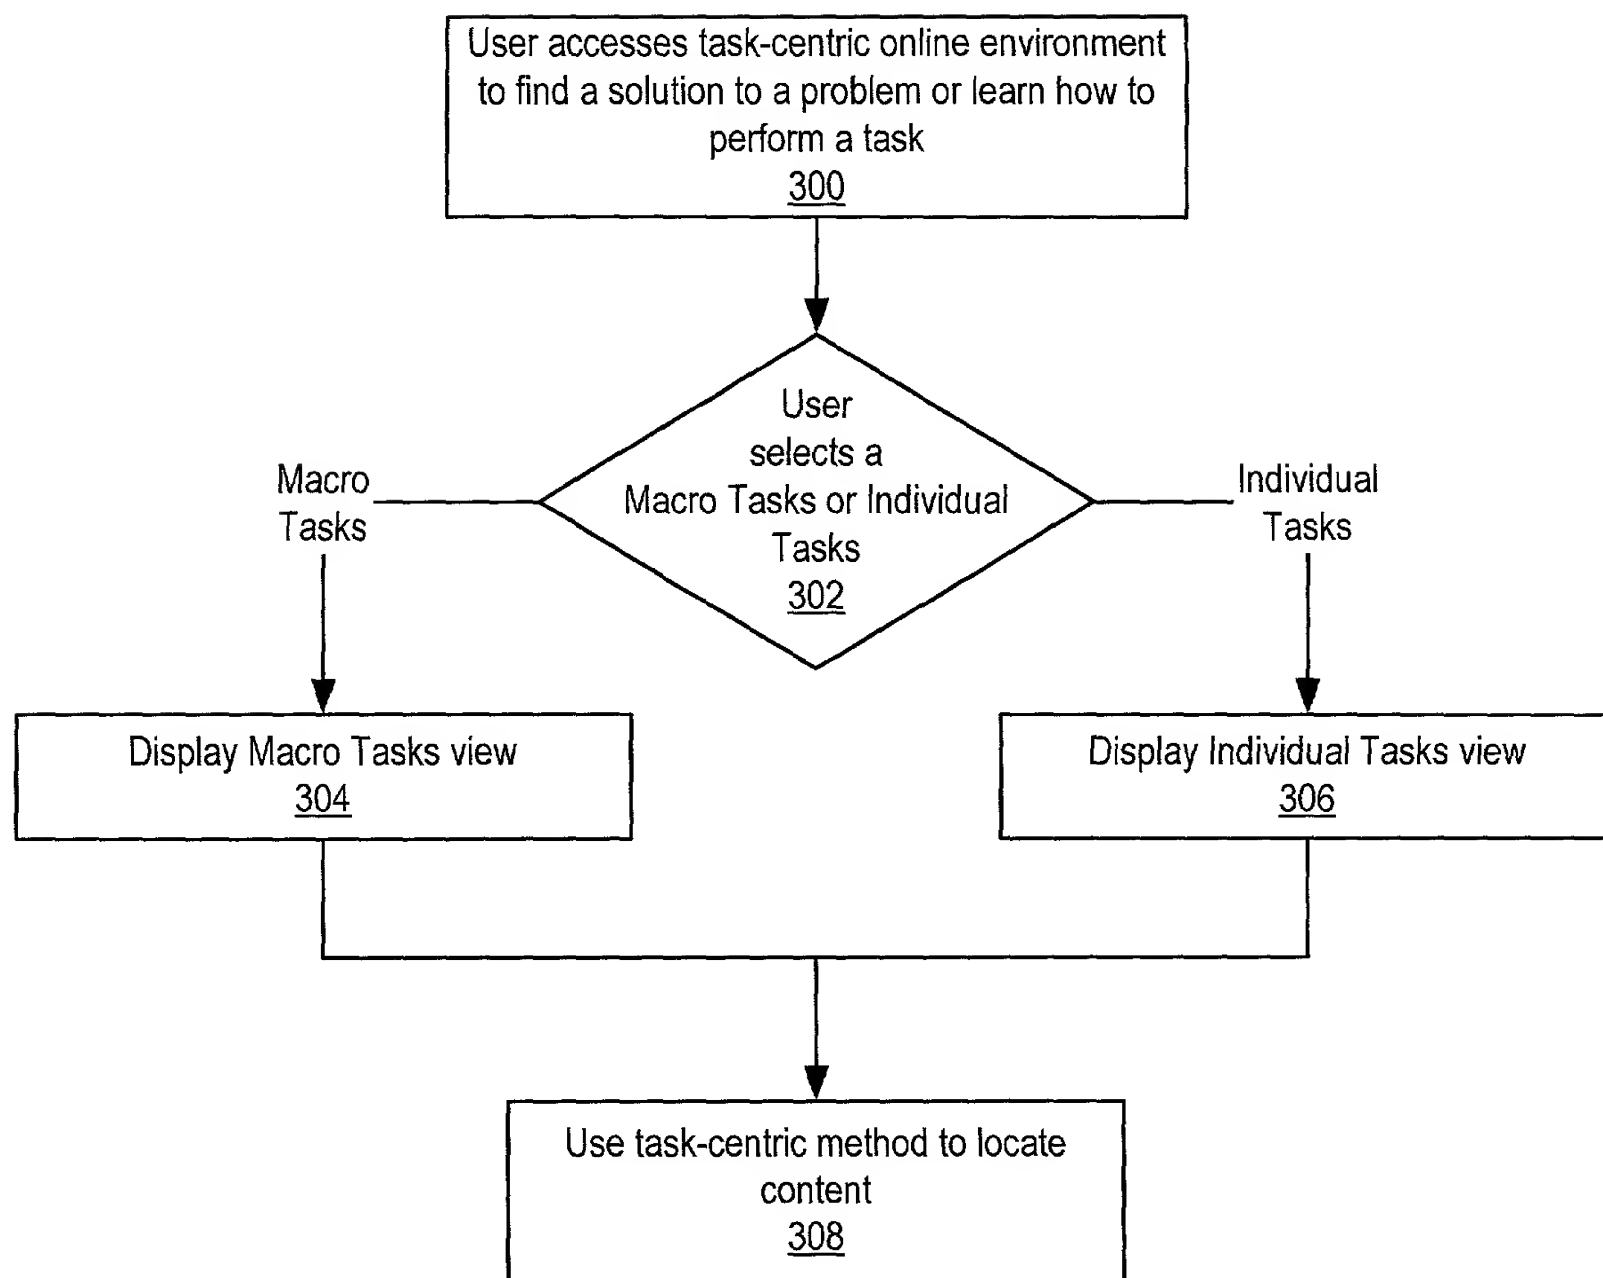 User accesses task-centric online environment
to find a solution to a problem or learn how to
perform a task
300
User
selects a
Macro Tasks or Individual
Tasks
302
Macro
Tasks
Individual
Tasks
Display Macro Tasks view
304
Display Individual Tasks view
306
Use task-centric method to locate
content
308